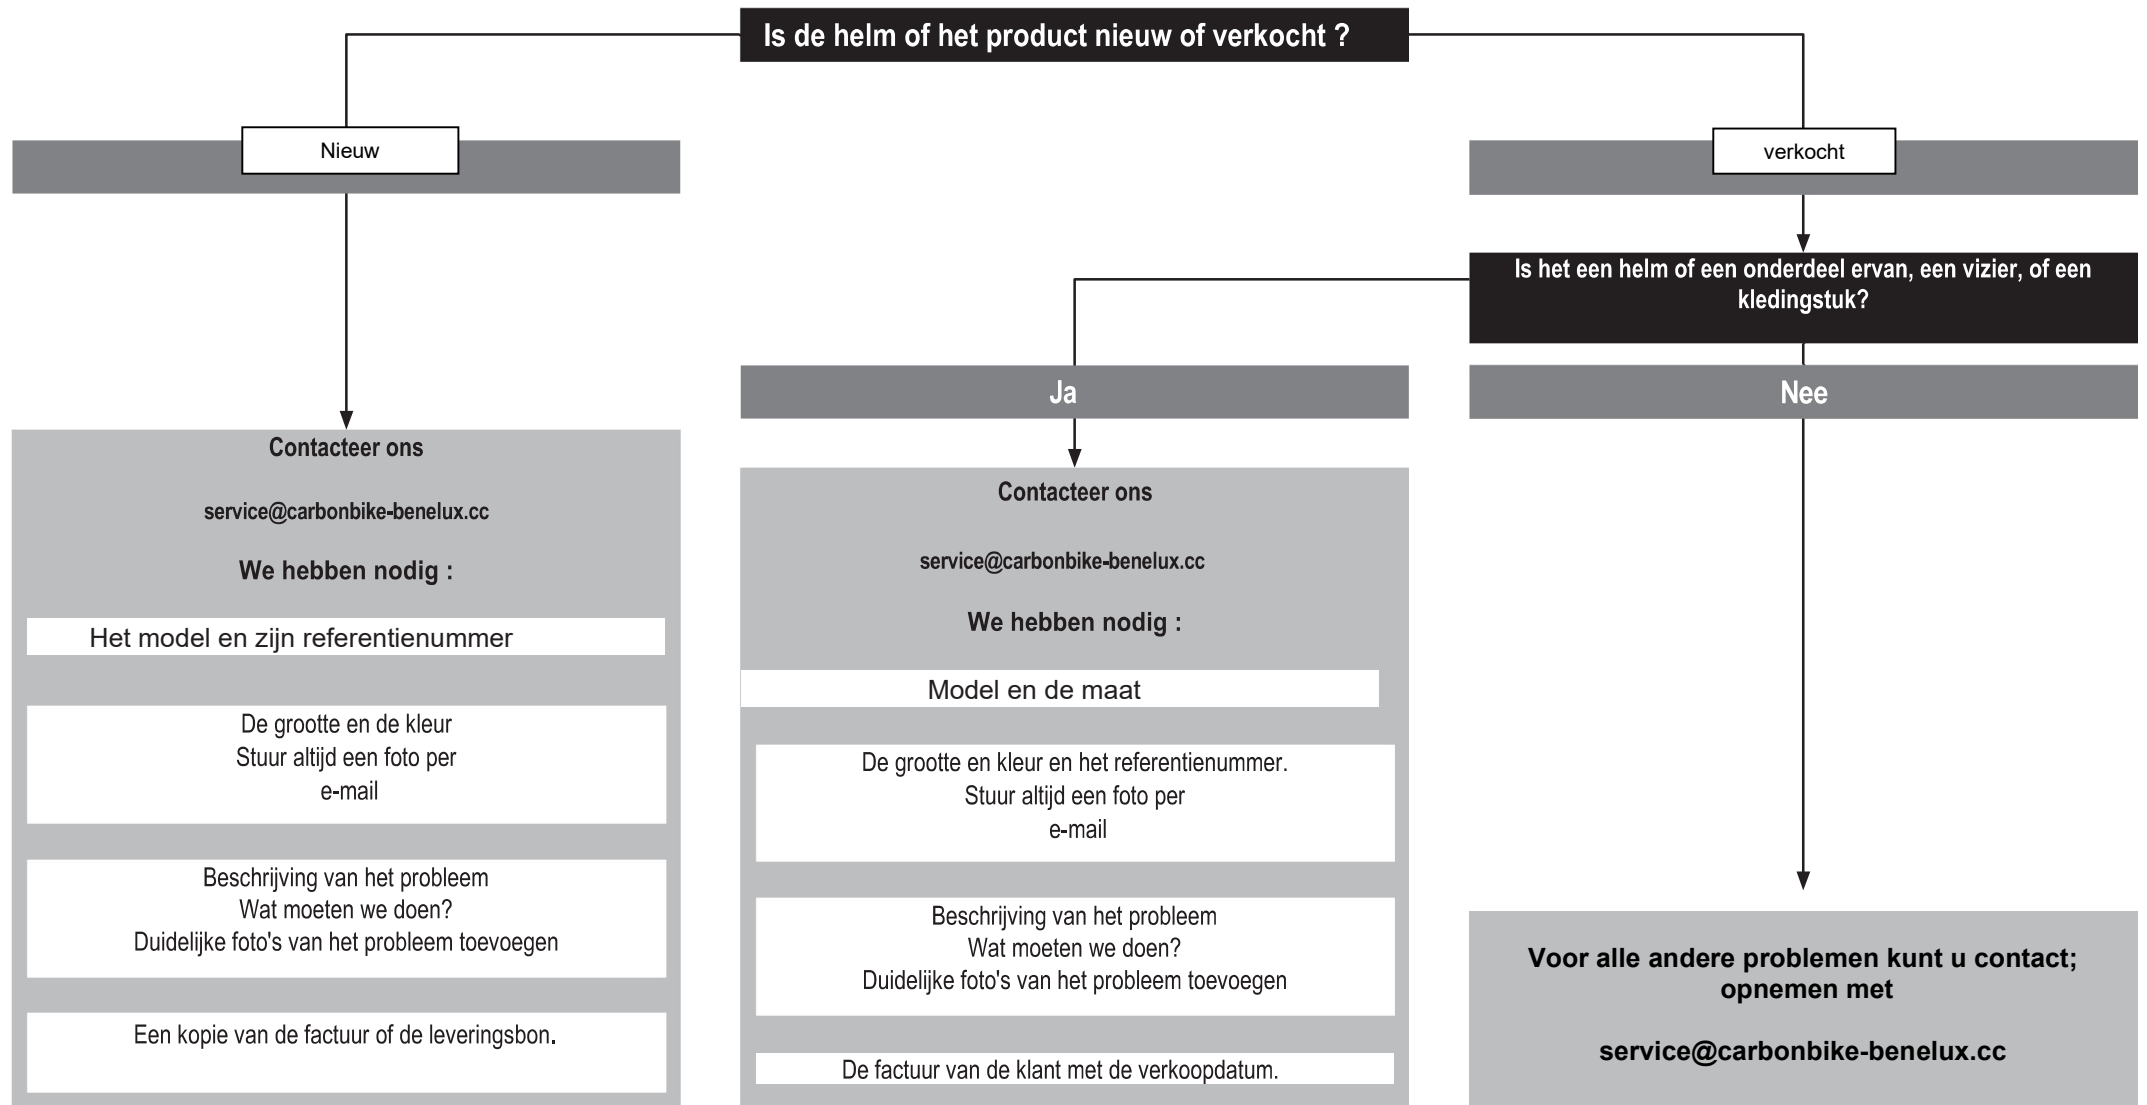 Is de helm of het product nieuw of verkocht ?
Nieuw
verkocht
Is het een helm of een onderdeel ervan, een vizier, of een
kledingstuk?
Ja
Nee
Contacteer ons
service@carbonbike-benelux.cc
We hebben nodig :
Het model en zijn referentienummer
De grootte en de kleur
Stuur altijd een foto per
e-mail
Beschrijving van het probleem
Wat moeten we doen?
Duidelijke foto's van het probleem toevoegen
Een kopie van de factuur of de leveringsbon.
Contacteer ons
service@carbonbike-benelux.cc
We hebben nodig :
Model en de maat
De grootte en kleur en het referentienummer.
Stuur altijd een foto per
e-mail
Beschrijving van het probleem
Wat moeten we doen?
Duidelijke foto's van het probleem toevoegen
De factuur van de klant met de verkoopdatum.
Voor alle andere problemen kunt u contact;
opnemen met
service@carbonbike-benelux.cc